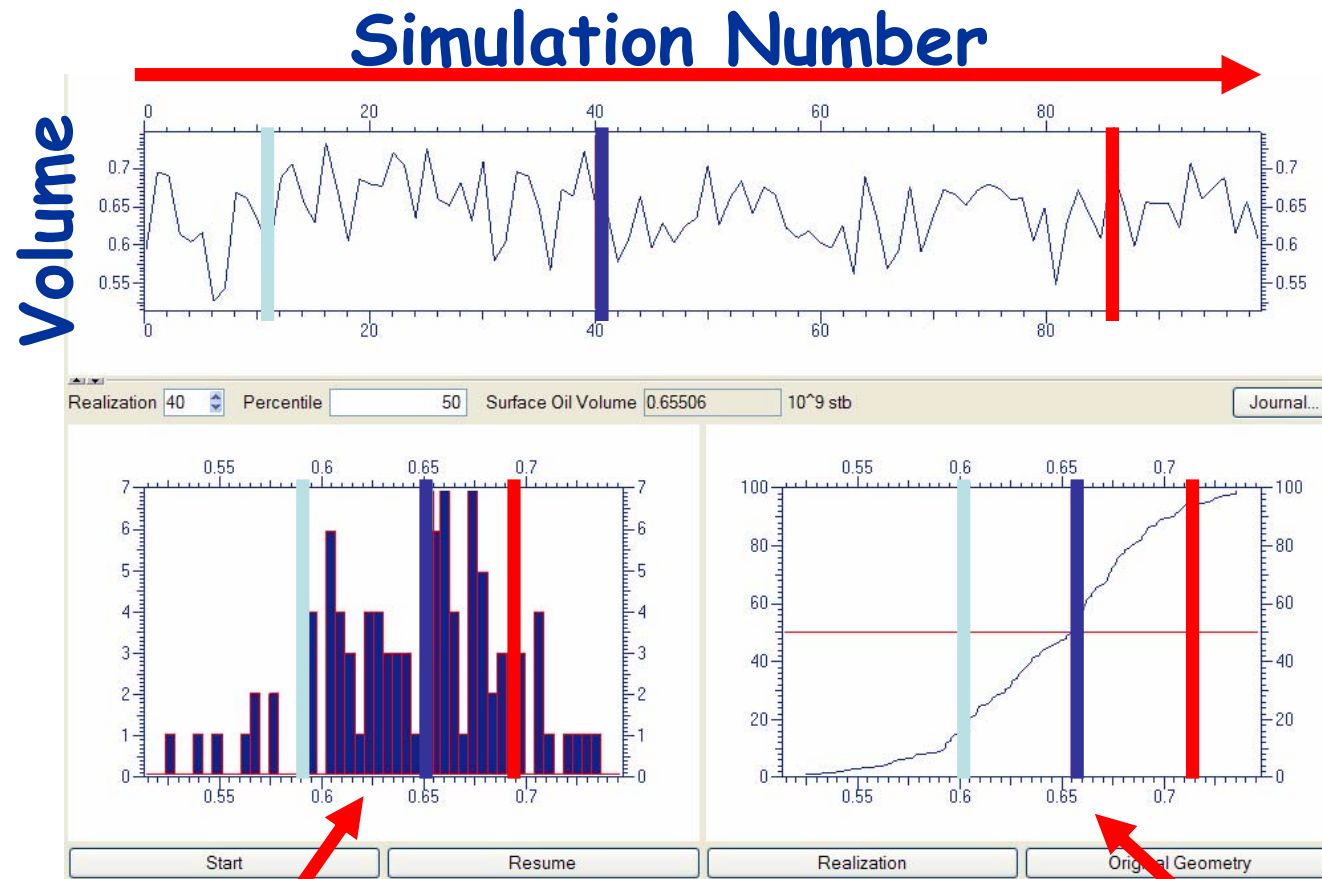 Simulation Number
Volume
0 20 40 60 80
0.7 0.7
0.65 0.65
0.6 0.6
0.55 0.55
0 20 40 60 80
Realization 40 Percentile 50 Surface Oil Volume 0.65506 10^9 stb Journal...
0.55 0.6 0.65 0.7
7 7
6 6
5 5
4 4
3 3
2 2
1 1
0 0
0.55 0.6 0.65 0.7
0.55 0.6 0.65 0.7
100 100
80 80
60 60
40 40
20 20
0 0
0.55 0.6 0.65 0.7
Start Resume Realization Original Geometry